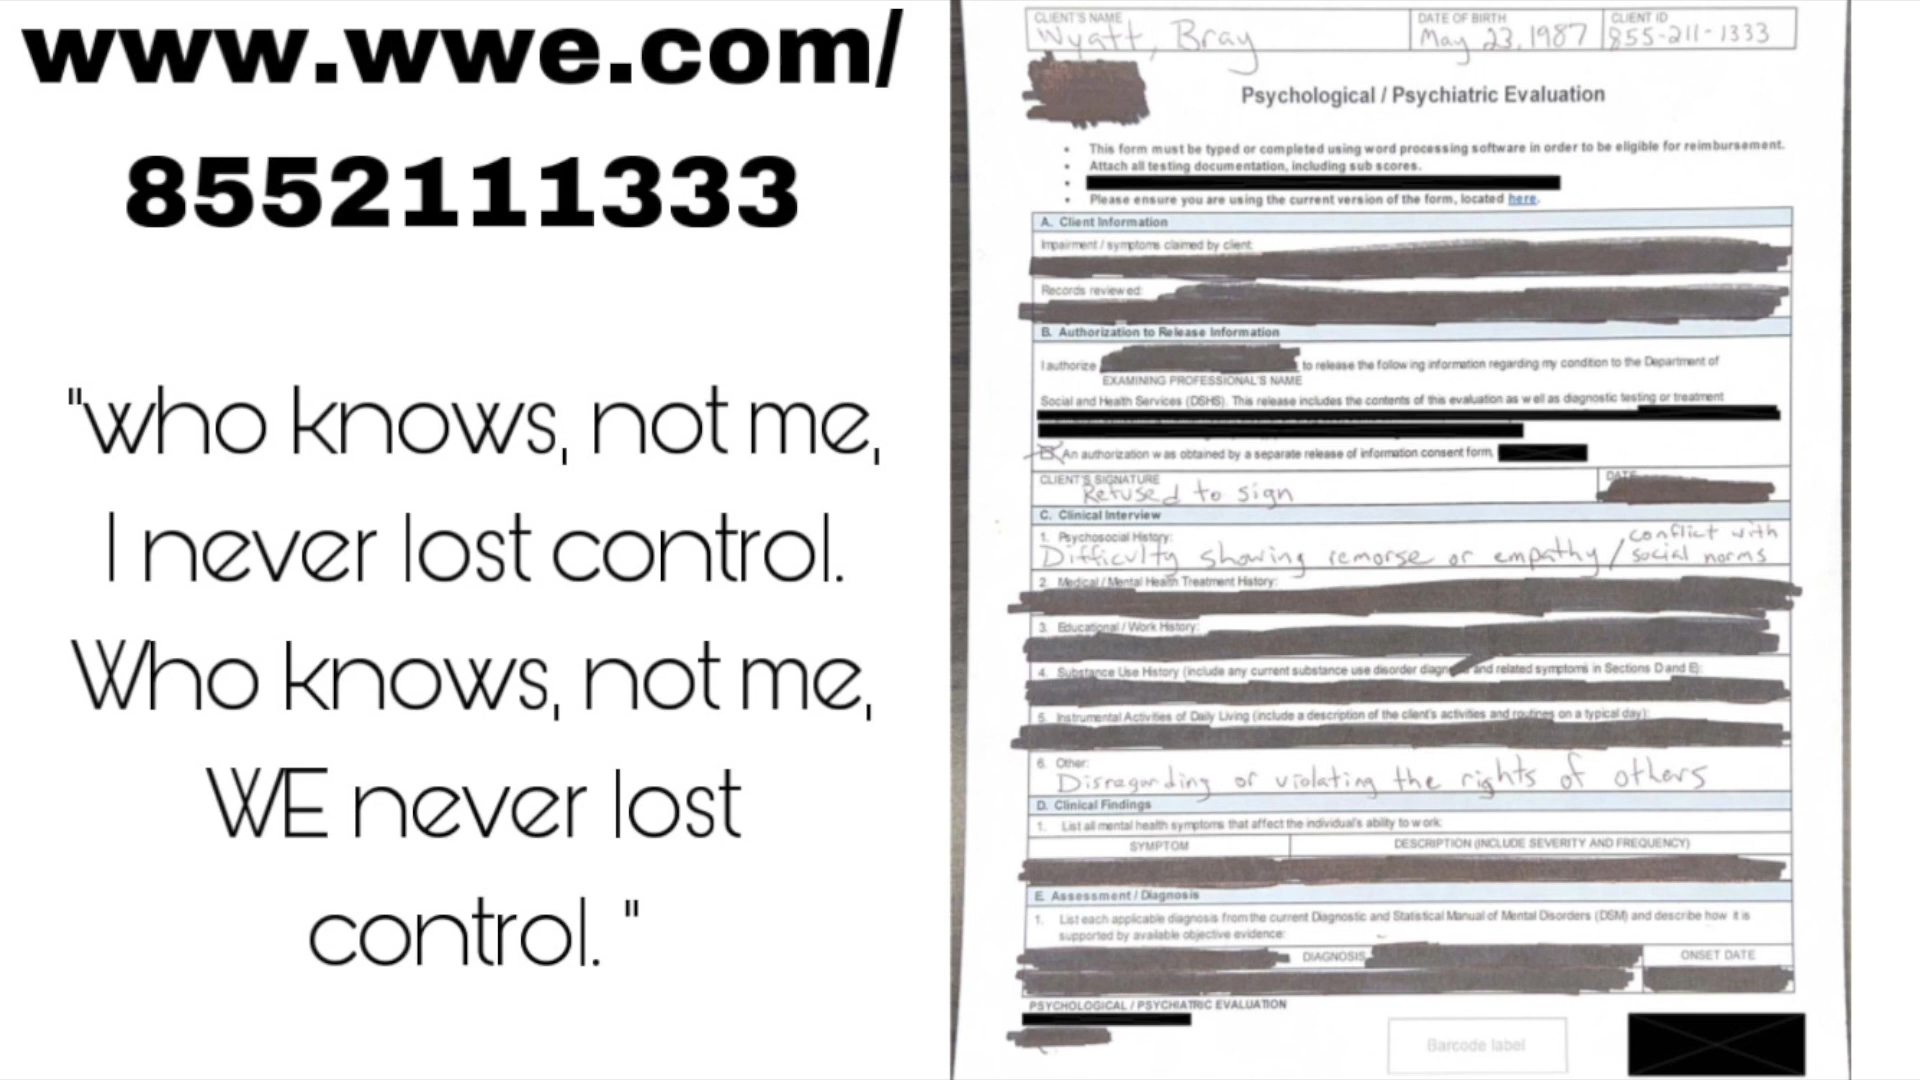 www.wwe.com/
8552111333
"who knows, not me,
I never lost control.
Who knows, not me,
WE never lost
control. "
CLIENT'S NAME
Wyatt, Bray
DATE OF BIRTH
May 23, 1987
CLIENT ID
855-211-1333
Psychological / Psychiatric Evaluation
• This form must be typed or completed using word processing software in order to be eligible for reimbursement.
• Attach all testing documentation, including sub scores.
•
• Please ensure you are using the current version of the form, located here.
A. Client Information
Impairment / symptoms claimed by client:
Records reviewed:
B. Authorization to Release Information
I authorize to release the following information regarding my condition to the Department of
EXAMINING PROFESSIONAL'S NAME
Social and Health Services (DSHS). This release includes the contents of this evaluation as well as diagnostic testing or treatment
An authorization was obtained by a separate release of information consent form.
CLIENT'S SIGNATURE
Refused to sign
DATE
C. Clinical Interview
1. Psychosocial History:
Difficulty showing remorse or empathy / conflict with social norms
2. Medical / Mental Health Treatment History:
3. Educational / Work History:
4. Substance Use History (include any current substance use disorder and related symptoms in Sections D and E):
5. Instrumental Activities of Daily Living (include a description of the client's activities and routines on a typical day):
6. Other:
Disregarding or violating the rights of others
D. Clinical Findings
1. List all mental health symptoms that affect the individual's ability to work:
SYMPTOM
DESCRIPTION (INCLUDE SEVERITY AND FREQUENCY)
E. Assessment / Diagnosis
1. List each applicable diagnosis from the current Diagnostic and Statistical Manual of Mental Disorders (DSM) and describe how it is
supported by available objective evidence:
DIAGNOSIS
ONSET DATE
PSYCHOLOGICAL / PSYCHIATRIC EVALUATION
Barcode label